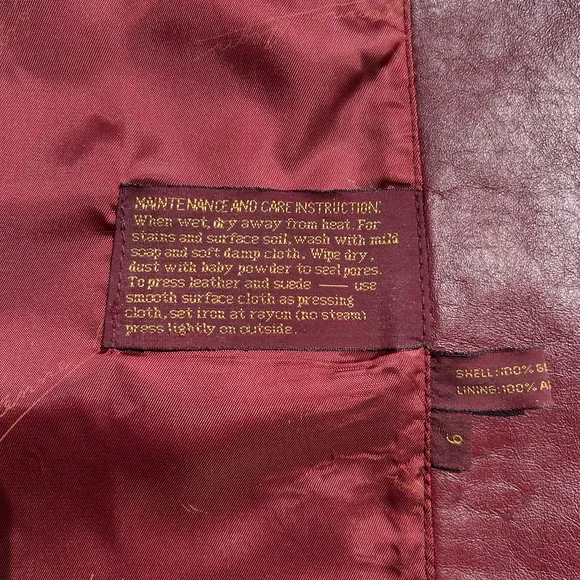 MAINTENANCE AND CARE INSTRUCTION:
When wet, dry away from heat. For
stains and surface soil, wash with mild
soap and soft damp cloth. Wipe dry,
dust with baby powder to seal pores.
To press leather and suede — use
smooth surface cloth as pressing
cloth, set iron at rayon (no steam)
press lightly on outside.
SHELL: 100%
LINING: 100%